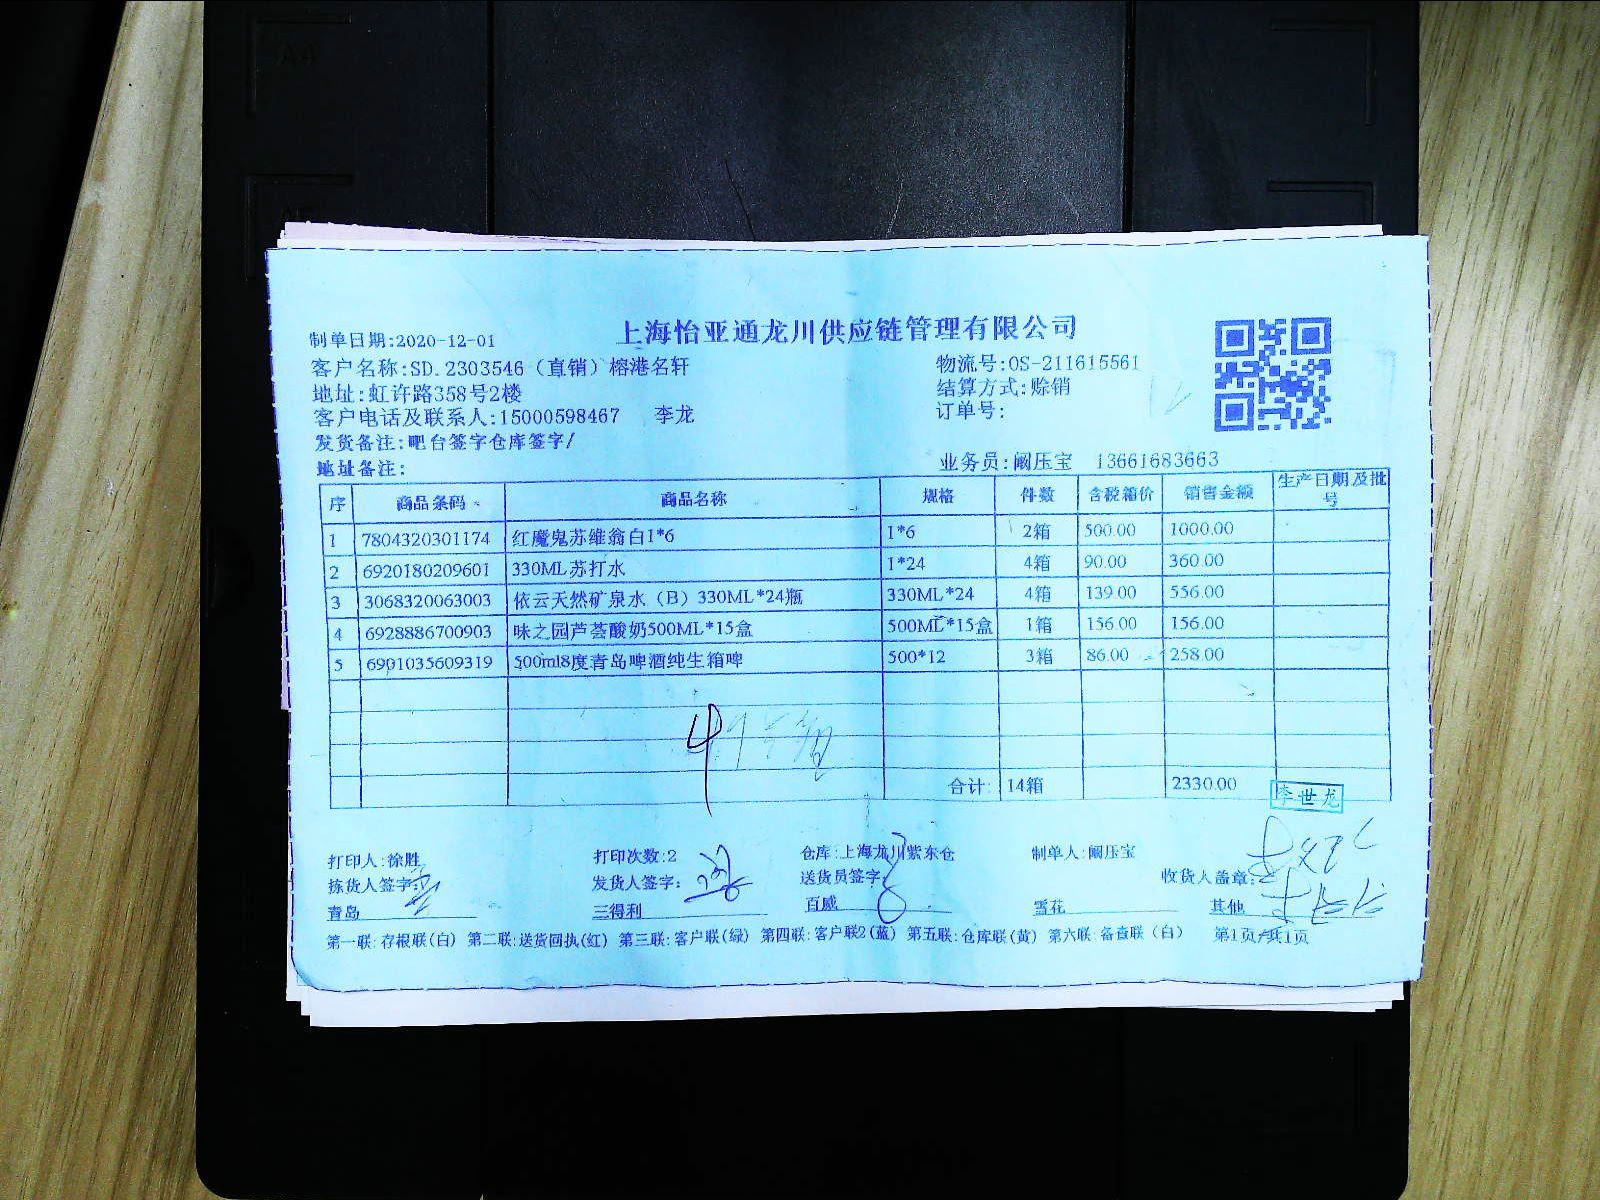 上海怡亚通龙川供应链管理有限公司
制单日期:2020-12-01
客户名称:SD.2303546（直销）榕港名轩 物流号:OS-211615561
地址:虹许路358号2楼 结算方式:赊销
客户电话及联系人:15000598467 李龙 订单号:
发货备注:吧台签字仓库签字/
地址备注: 业务员:阚压宝 13661683663
序 商品条码 商品名称 规格 件数 含税箱价 销售金额 生产日期及批号
1 7804320301174 红魔鬼苏维翁白1*6 1*6 2箱 500.00 1000.00
2 6920180209601 330ML苏打水 1*24 4箱 90.00 360.00
3 3068320063003 依云天然矿泉水（B）330ML*24瓶 330ML*24 4箱 139.00 556.00
4 6928886700903 味之园芦荟酸奶500ML*15盒 500ML*15盒 1箱 156.00 156.00
5 6901035609319 500ml8度青岛啤酒纯生箱啤 500*12 3箱 86.00 258.00
合计: 14箱 2330.00
李世龙
打印人:徐胜 打印次数:2 仓库:上海龙川紫东仓 制单人:阚压宝
拣货人签字: 发货人签字: 送货员签字: 收货人盖章:
青岛 三得利 百威 雪花 其他
第一联:存根联(白) 第二联:送货回执(红) 第三联:客户联(绿) 第四联:客户联2(蓝) 第五联:仓库联(黄) 第六联:备查联（白） 第1页/共1页